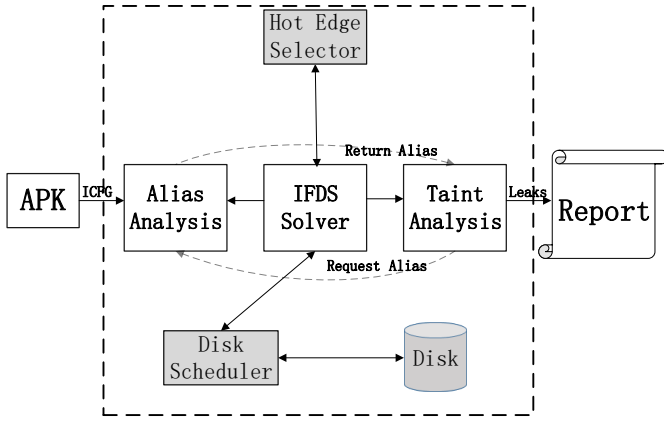 Hot Edge
Selector
Return Alias
APK
ICFG
Alias
Analysis
IFDS
Solver
Taint
Analysis
Leaks
Report
Request Alias
Disk
Scheduler
Disk